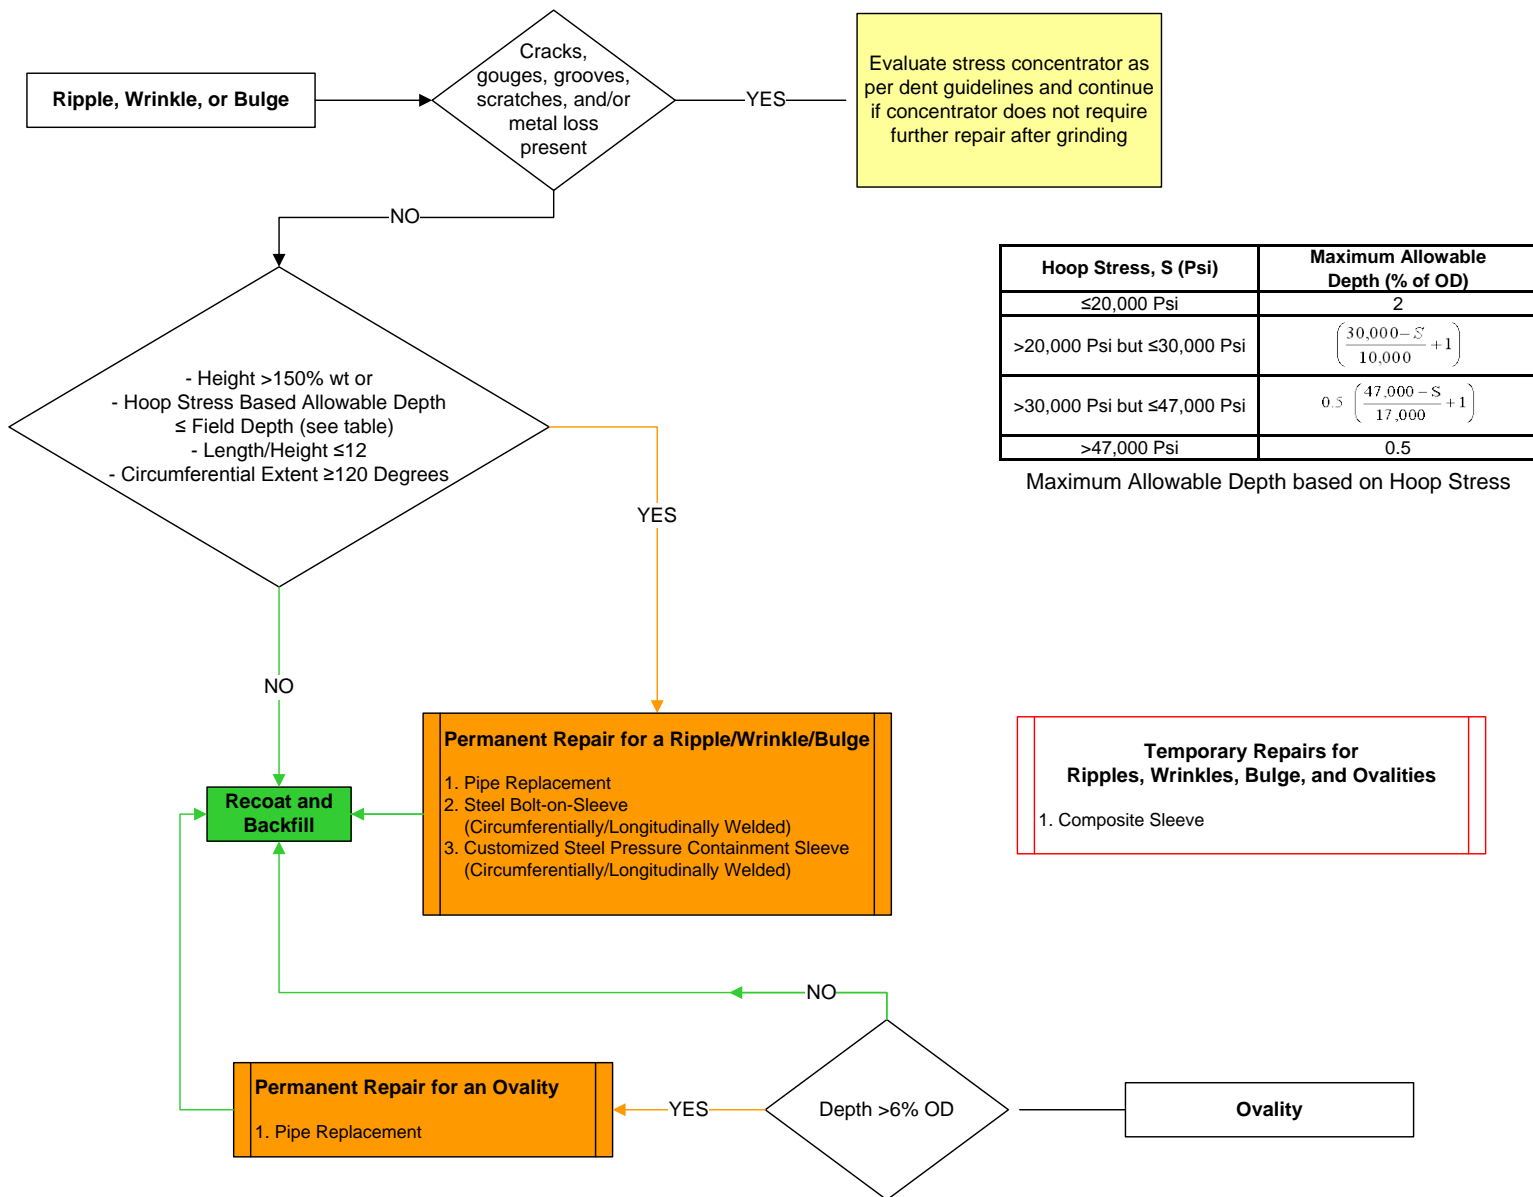 Ripple, Wrinkle, or Bulge
Cracks,
gouges, grooves,
scratches, and/or
metal loss
present
YES
Evaluate stress concentrator as
per dent guidelines and continue
if concentrator does not require
further repair after grinding
NO
Hoop Stress, S (Psi)
Maximum Allowable
Depth (% of OD)
≤20,000 Psi
2
>20,000 Psi but ≤30,000 Psi
(30,000−S/10,000 +1)
>30,000 Psi but ≤47,000 Psi
0.5 (47,000−S/17,000 +1)
>47,000 Psi
0.5
Maximum Allowable Depth based on Hoop Stress
- Height >150% wt or
- Hoop Stress Based Allowable Depth
≤ Field Depth (see table)
- Length/Height ≤12
- Circumferential Extent ≥120 Degrees
YES
NO
Permanent Repair for a Ripple/Wrinkle/Bulge
1. Pipe Replacement
2. Steel Bolt-on-Sleeve
(Circumferentially/Longitudinally Welded)
3. Customized Steel Pressure Containment Sleeve
(Circumferentially/Longitudinally Welded)
Temporary Repairs for
Ripples, Wrinkles, Bulge, and Ovalities
1. Composite Sleeve
Recoat and
Backfill
NO
Permanent Repair for an Ovality
1. Pipe Replacement
YES
Depth >6% OD
Ovality